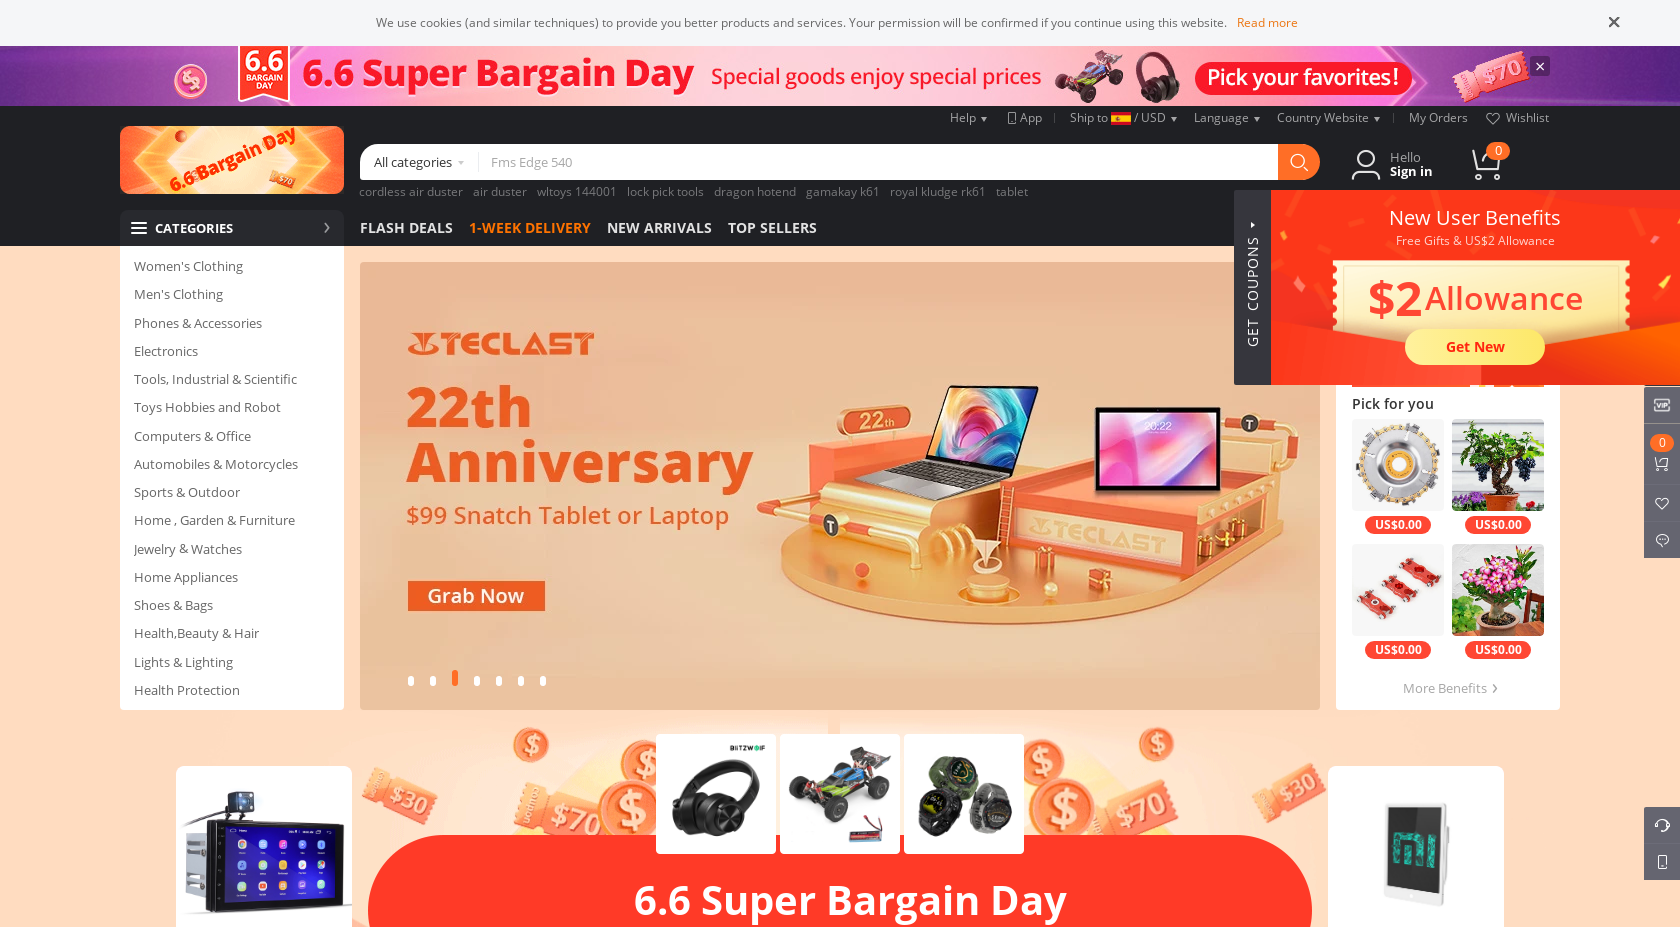 We use cookies (and similar techniques) to provide you better products and services. Your permission will be confirmed if you continue using this website. Read more
6.6
BARGAIN
DAY
6.6 Super Bargain Day
Special goods enjoy special prices
Pick your favorites!
$70
Help
App
Ship to / USD
Language
Country Website
My Orders
Wishlist
6.6 Bargain Day
$70
All categories
Fms Edge 540
Hello
Sign in
0
cordless air duster air duster wltoys 144001 lock pick tools dragon hotend gamakay k61 royal kludge rk61 tablet
CATEGORIES
FLASH DEALS
1-WEEK DELIVERY
NEW ARRIVALS
TOP SELLERS
GET COUPONS
New User Benefits
Free Gifts & US$2 Allowance
$2 Allowance
Get New
Women's Clothing
Men's Clothing
Phones & Accessories
Electronics
Tools, Industrial & Scientific
Toys Hobbies and Robot
Computers & Office
Automobiles & Motorcycles
Sports & Outdoor
Home , Garden & Furniture
Jewelry & Watches
Home Appliances
Shoes & Bags
Health,Beauty & Hair
Lights & Lighting
Health Protection
TECLAST
22th
Anniversary
$99 Snatch Tablet or Laptop
Grab Now
22th
20:22
T
T
TECLAST
Pick for you
US$0.00
US$0.00
US$0.00
US$0.00
More Benefits
VIP
0
$30
coupon
$70
BLITZWOLF
$70
$30
6.6 Super Bargain Day